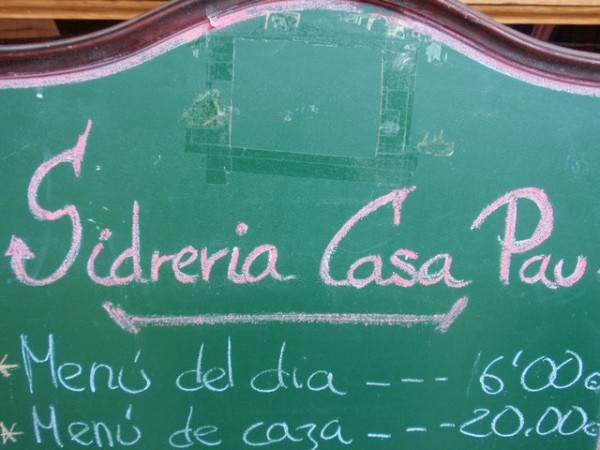 Sidreria Casa Pau
* Menú del dia --- 6'00€
* Menú de caza --- 20.00€